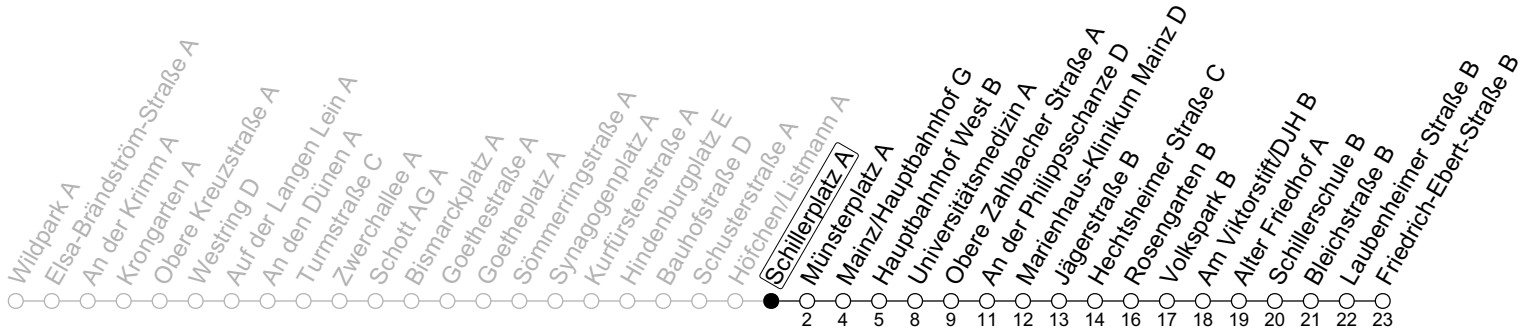 Wildpark A
Elsa-Brändström-Straße A
An der Krimm A
Krongarten A
Obere Kreuzstraße A
Westring D
Auf der Langen Lein A
An den Dünen A
Turmstraße C
Zwerchallee A
Schott AG A
Bismarckplatz A
Goethestraße A
Goetheplatz A
Sömmerringstraße A
Synagogenplatz A
Kurfürstenstraße A
Hindenburgplatz E
Bauhofstraße D
Schusterstraße A
Höfchen/Listmann A
Schillerplatz A
Münsterplatz A
Mainz/Hauptbahnhof G
Hauptbahnhof West B
Universitätsmedizin A
Obere Zahlbacher Straße A
An der Philippsschanze D
Marienhaus-Klinikum Mainz D
Jägerstraße B
Hechtsheimer Straße C
Rosengarten B
Volkspark B
Am Viktorstift/DJH B
Alter Friedhof A
Schillerschule B
Bleichstraße B
Laubenheimer Straße B
Friedrich-Ebert-Straße B
2 4 5 8 9 11 12 13 14 16 17 18 19 20 21 22 23